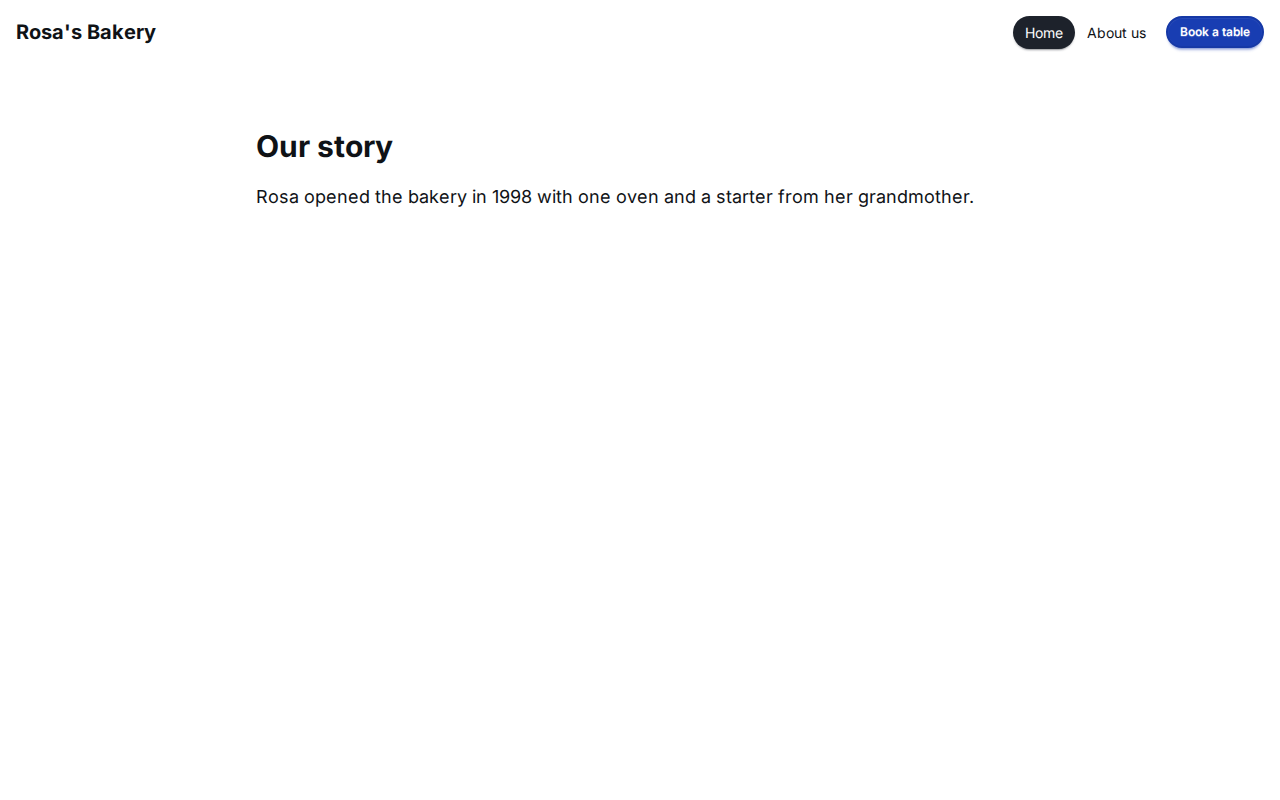 Rosa's Bakery
Home
About us
Book a table
Our story
Rosa opened the bakery in 1998 with one oven and a starter from her grandmother.